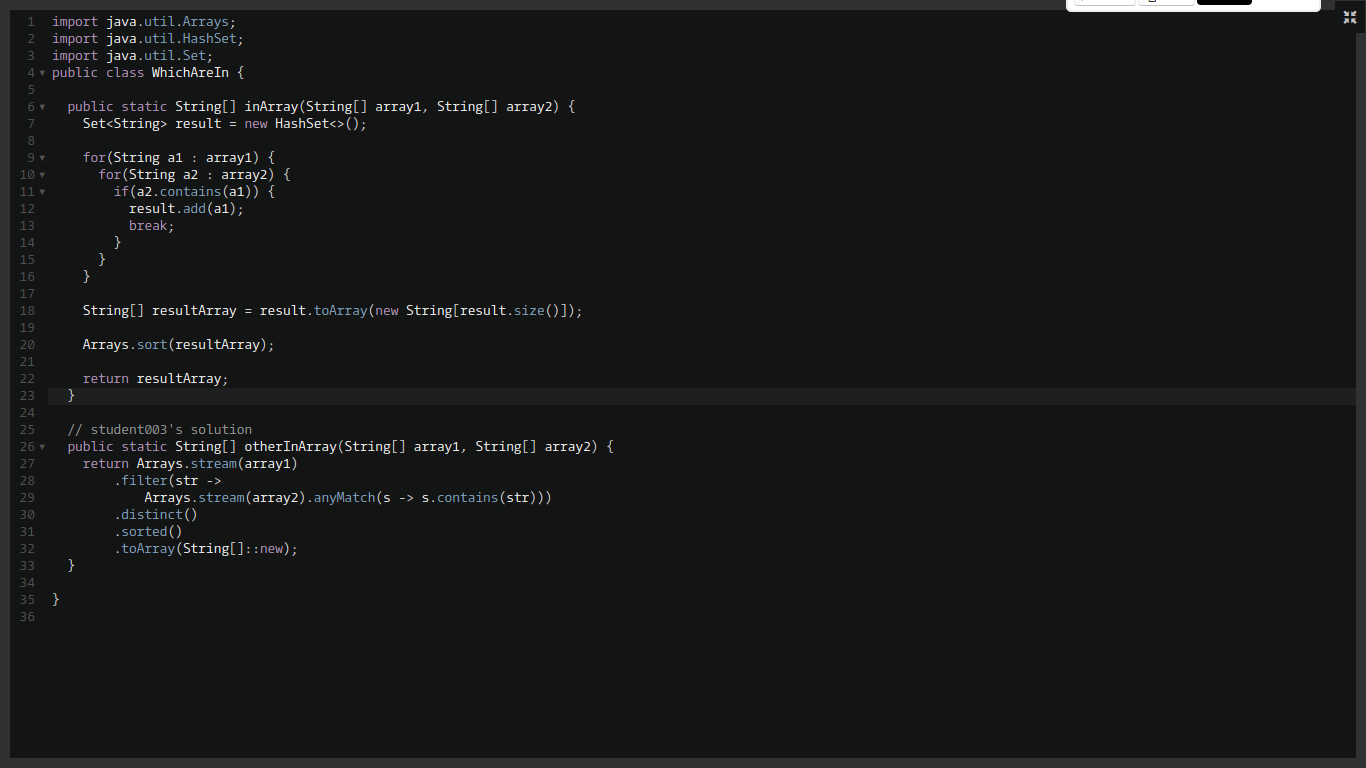 1 import java.util.Arrays;
2 import java.util.HashSet;
3 import java.util.Set;
4 public class WhichAreIn {
5
6   public static String[] inArray(String[] array1, String[] array2) {
7     Set<String> result = new HashSet<>();
8
9     for(String a1 : array1) {
10       for(String a2 : array2) {
11         if(a2.contains(a1)) {
12           result.add(a1);
13           break;
14         }
15       }
16     }
17
18     String[] resultArray = result.toArray(new String[result.size()]);
19
20     Arrays.sort(resultArray);
21
22     return resultArray;
23   }
24
25   // student003's solution
26   public static String[] otherInArray(String[] array1, String[] array2) {
27     return Arrays.stream(array1)
28         .filter(str ->
29             Arrays.stream(array2).anyMatch(s -> s.contains(str)))
30         .distinct()
31         .sorted()
32         .toArray(String[]::new);
33   }
34
35 }
36